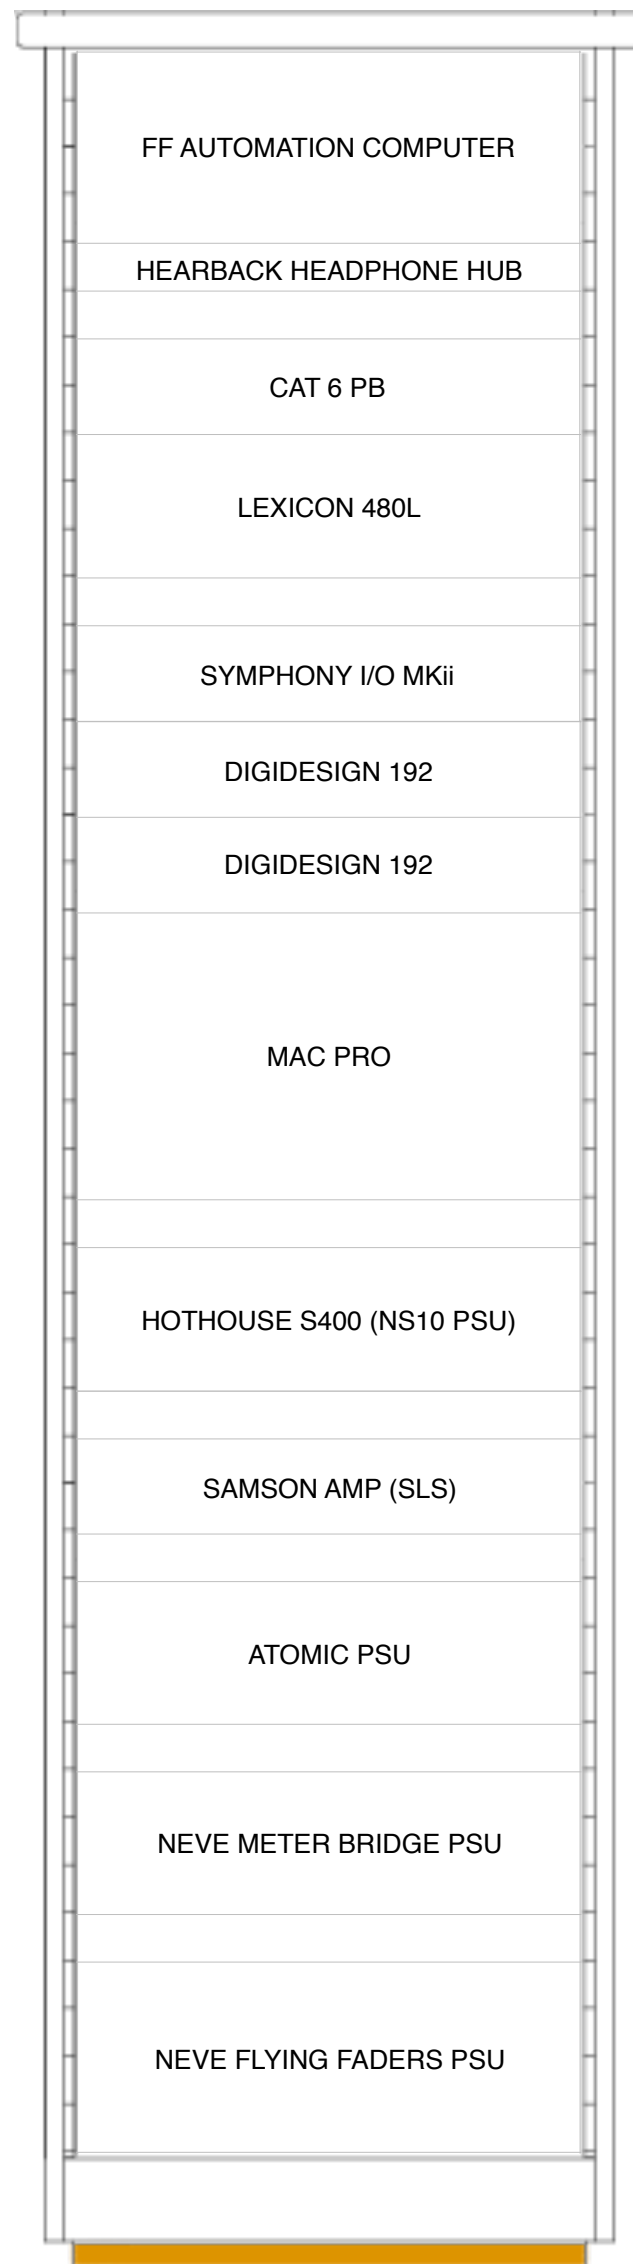 FF AUTOMATION COMPUTER
HEARBACK HEADPHONE HUB
CAT 6 PB
LEXICON 480L
SYMPHONY I/O MKii
DIGIDESIGN 192
DIGIDESIGN 192
MAC PRO
HOTHOUSE S400 (NS10 PSU)
SAMSON AMP (SLS)
ATOMIC PSU
NEVE METER BRIDGE PSU
NEVE FLYING FADERS PSU